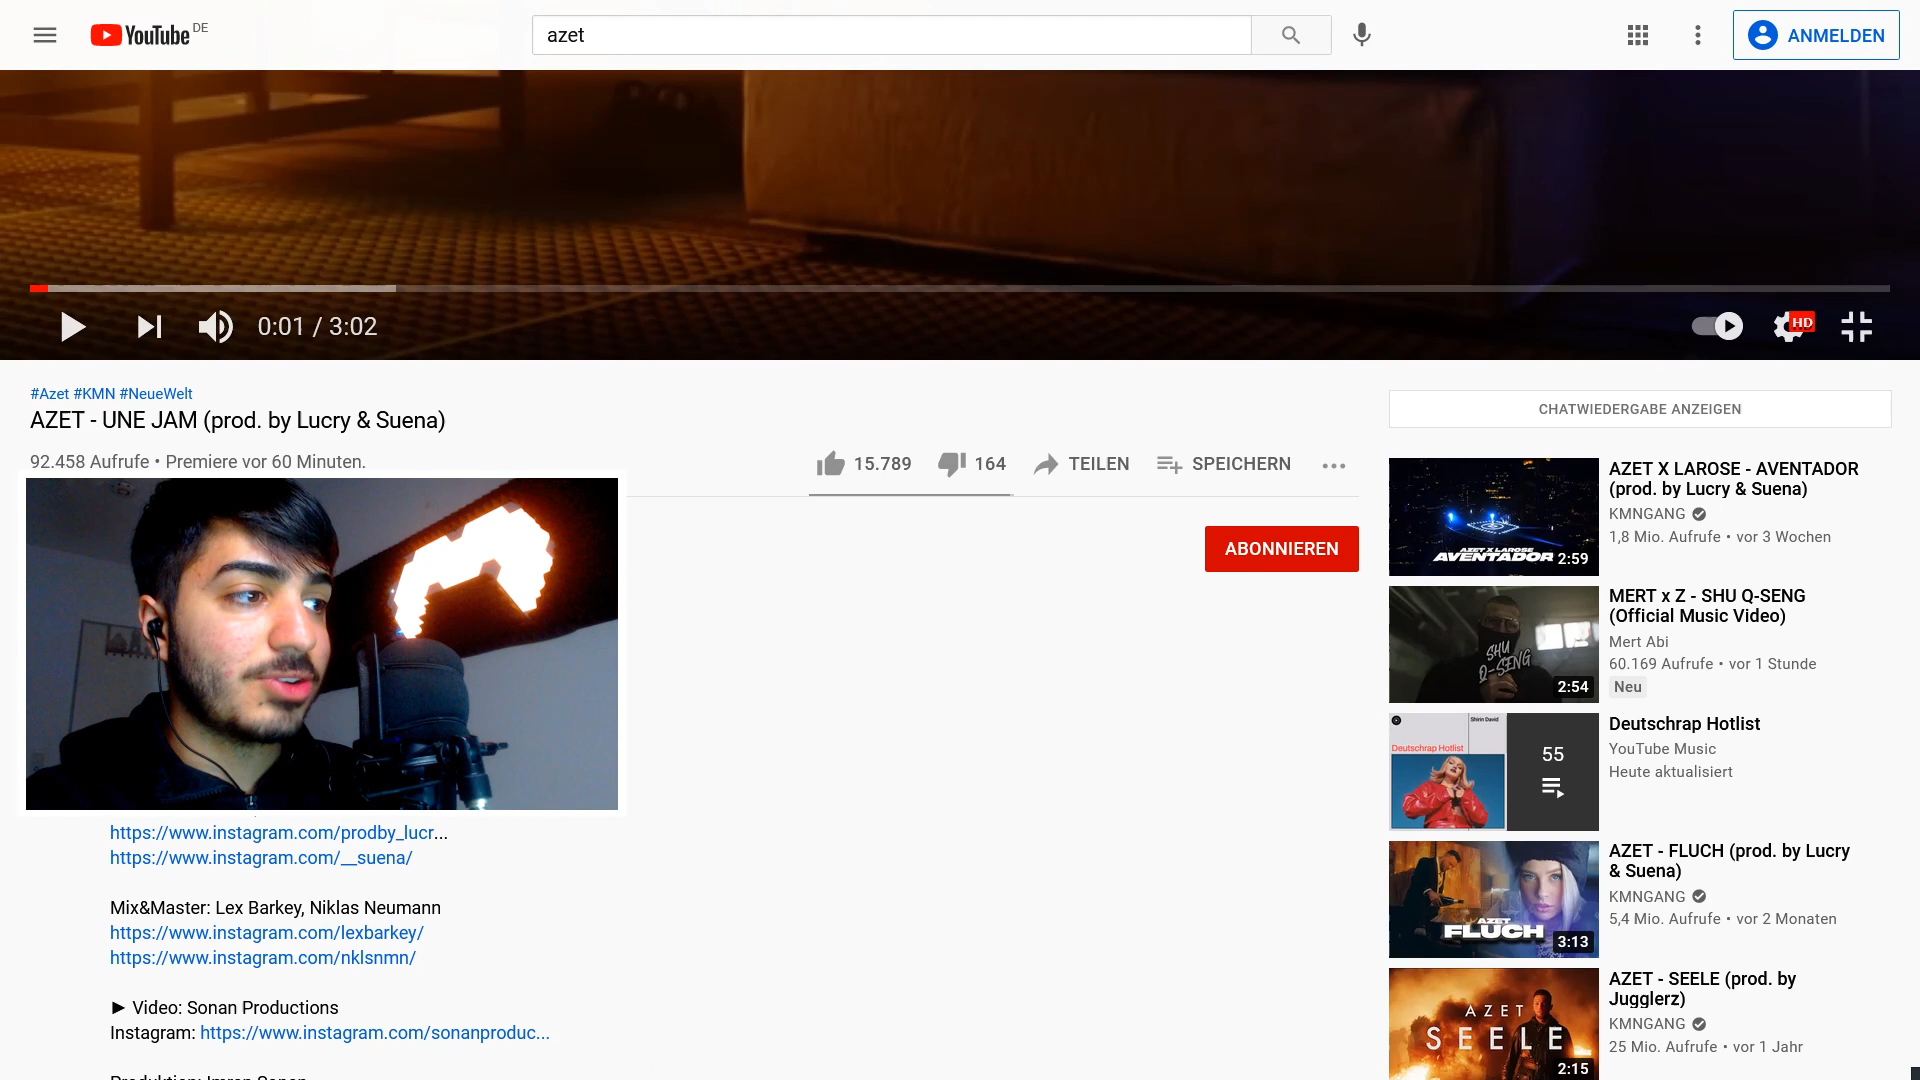 YouTube DE
azet
ANMELDEN
0:01 / 3:02
HD
#Azet #KMN #NeueWelt
AZET - UNE JAM (prod. by Lucry & Suena)
92.458 Aufrufe • Premiere vor 60 Minuten.
15.789
164
TEILEN
SPEICHERN
ABONNIEREN
https://www.instagram.com/prodby_lucr...
https://www.instagram.com/__suena/
Mix&Master: Lex Barkey, Niklas Neumann
https://www.instagram.com/lexbarkey/
https://www.instagram.com/nklsnmn/
► Video: Sonan Productions
Instagram: https://www.instagram.com/sonanproduc...
CHATWIEDERGABE ANZEIGEN
AZET X LAROSE
AVENTADOR
2:59
AZET X LAROSE - AVENTADOR
(prod. by Lucry & Suena)
KMNGANG
1,8 Mio. Aufrufe • vor 3 Wochen
SHU
Q-SENG
2:54
MERT x Z - SHU Q-SENG
(Official Music Video)
Mert Abi
60.169 Aufrufe • vor 1 Stunde
Neu
Shirin David
Deutschrap Hotlist
55
Deutschrap Hotlist
YouTube Music
Heute aktualisiert
AZET
FLUCH
3:13
AZET - FLUCH (prod. by Lucry
& Suena)
KMNGANG
5,4 Mio. Aufrufe • vor 2 Monaten
AZET
SEELE
2:15
AZET - SEELE (prod. by
Jugglerz)
KMNGANG
25 Mio. Aufrufe • vor 1 Jahr